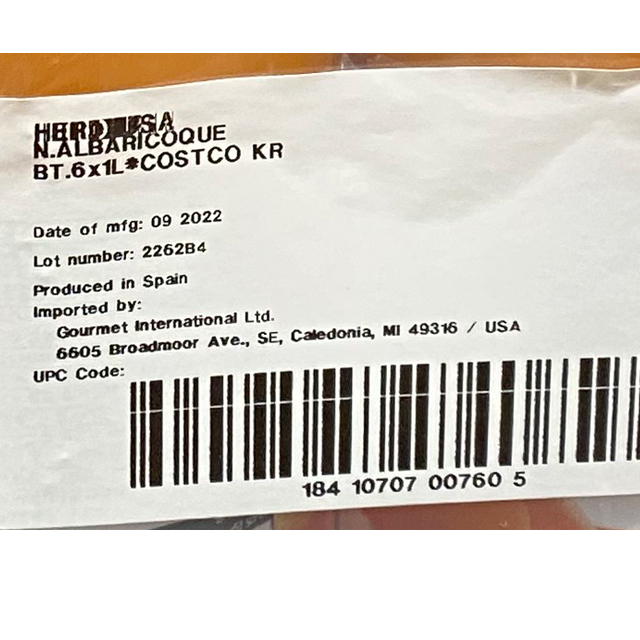 USA
N.ALBARICOQUE
BT.6x1L*COSTCO KR
Date of mfg: 09 2022
Lot number: 2262B4
Produced in Spain
Imported by:
Gourmet International Ltd.
6605 Broadmoor Ave., SE, Caledonia, MI 49316 / USA
UPC Code:
184 10707 00760 5